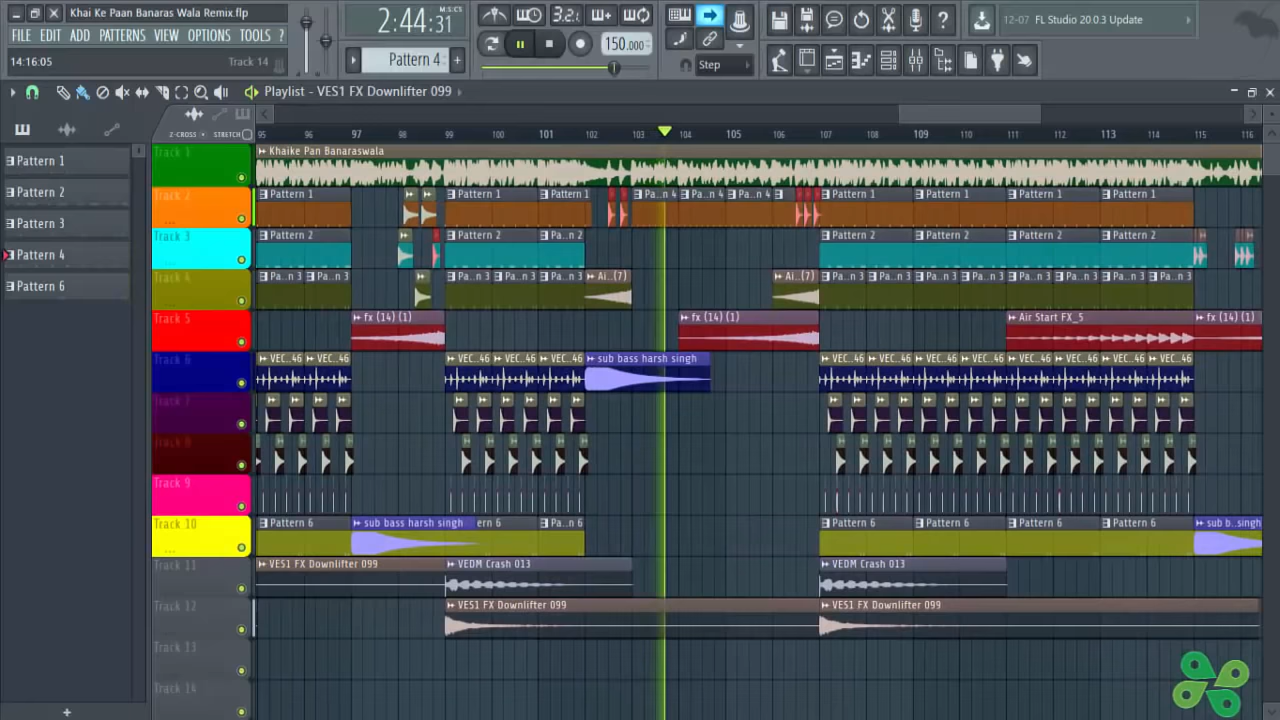 Khai Ke Paan Banaras Wala Remix.flp
FILE EDIT ADD PATTERNS VIEW OPTIONS TOOLS ?
14:16:05 Track 14
2:44:31 M:S:CS
3.2
150.000
Pattern 4
Step
12-07 FL Studio 20.0.3 Update
Playlist - VES1 FX Downlifter 099
Z-CROSS STRETCH
95 96 97 98 99 100 101 102 103 104 105 106 107 108 109 110 111 112 113 114 115 116
Pattern 1
Pattern 2
Pattern 3
Pattern 4
Pattern 6
Track 1 Khaike Pan Banaraswala
Track 2 Pattern 1 Pattern 1 Pattern 1 Pa..n 4 Pa..n 4 Pa..n 4 Pattern 1 Pattern 1 Pattern 1 Pattern 1
Track 3 Pattern 2 Pattern 2 Pa..n 2 Pattern 2 Pattern 2 Pattern 2 Pattern 2
Track 4 Pa..n 3 Pa..n 3 Pa..n 3 Pa..n 3 Pa..n 3 Ai..(7) Ai..(7) Pa..n 3 Pa..n 3 Pa..n 3 Pa..n 3 Pa..n 3 Pa..n 3 Pa..n 3 Pa..n 3
Track 5 fx (14) (1) fx (14) (1) Air Start FX_5 fx (14) (1)
Track 6 VEC..46 VEC..46 VEC..46 VEC..46 VEC..46 sub bass harsh singh VEC..46 VEC..46 VEC..46 VEC..46 VEC..46 VEC..46 VEC..46 VEC..46
Track 7
Track 8
Track 9
Track 10 Pattern 6 sub bass harsh singh ern 6 Pa..n 6 Pattern 6 Pattern 6 Pattern 6 Pattern 6 sub b..singh
Track 11 VES1 FX Downlifter 099 VEDM Crash 013 VEDM Crash 013
Track 12 VES1 FX Downlifter 099 VES1 FX Downlifter 099
Track 13
Track 14